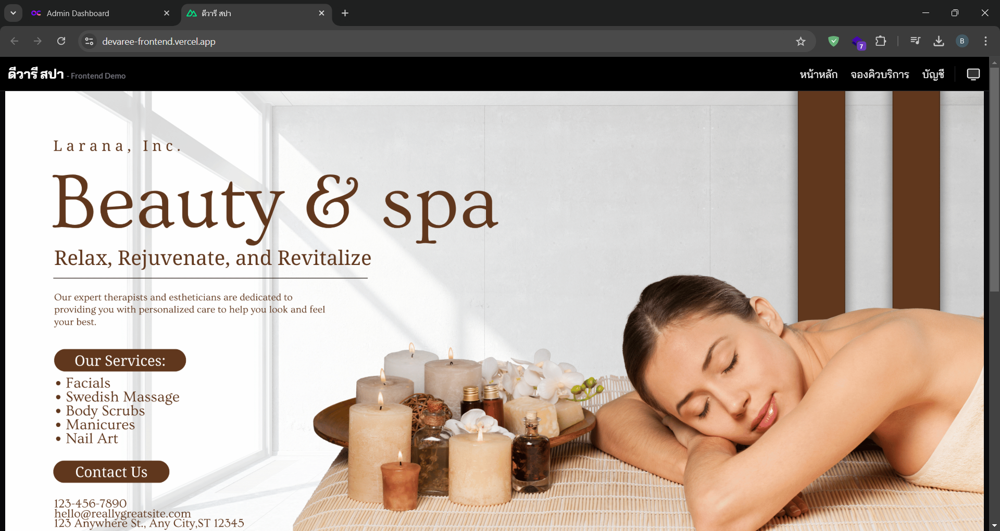 Admin Dashboard
ดีวารี สปา
devaree-frontend.vercel.app
7
B
ดีวารี สปา - Frontend Demo
หน้าหลัก
จองคิวบริการ
บัญชี
Larana, Inc.
Beauty & spa
Relax, Rejuvenate, and Revitalize
Our expert therapists and estheticians are dedicated to
providing you with personalized care to help you look and feel
your best.
Our Services:
• Facials
• Swedish Massage
• Body Scrubs
• Manicures
• Nail Art
Contact Us
123-456-7890
hello@reallygreatsite.com
123 Anywhere St., Any City,ST 12345